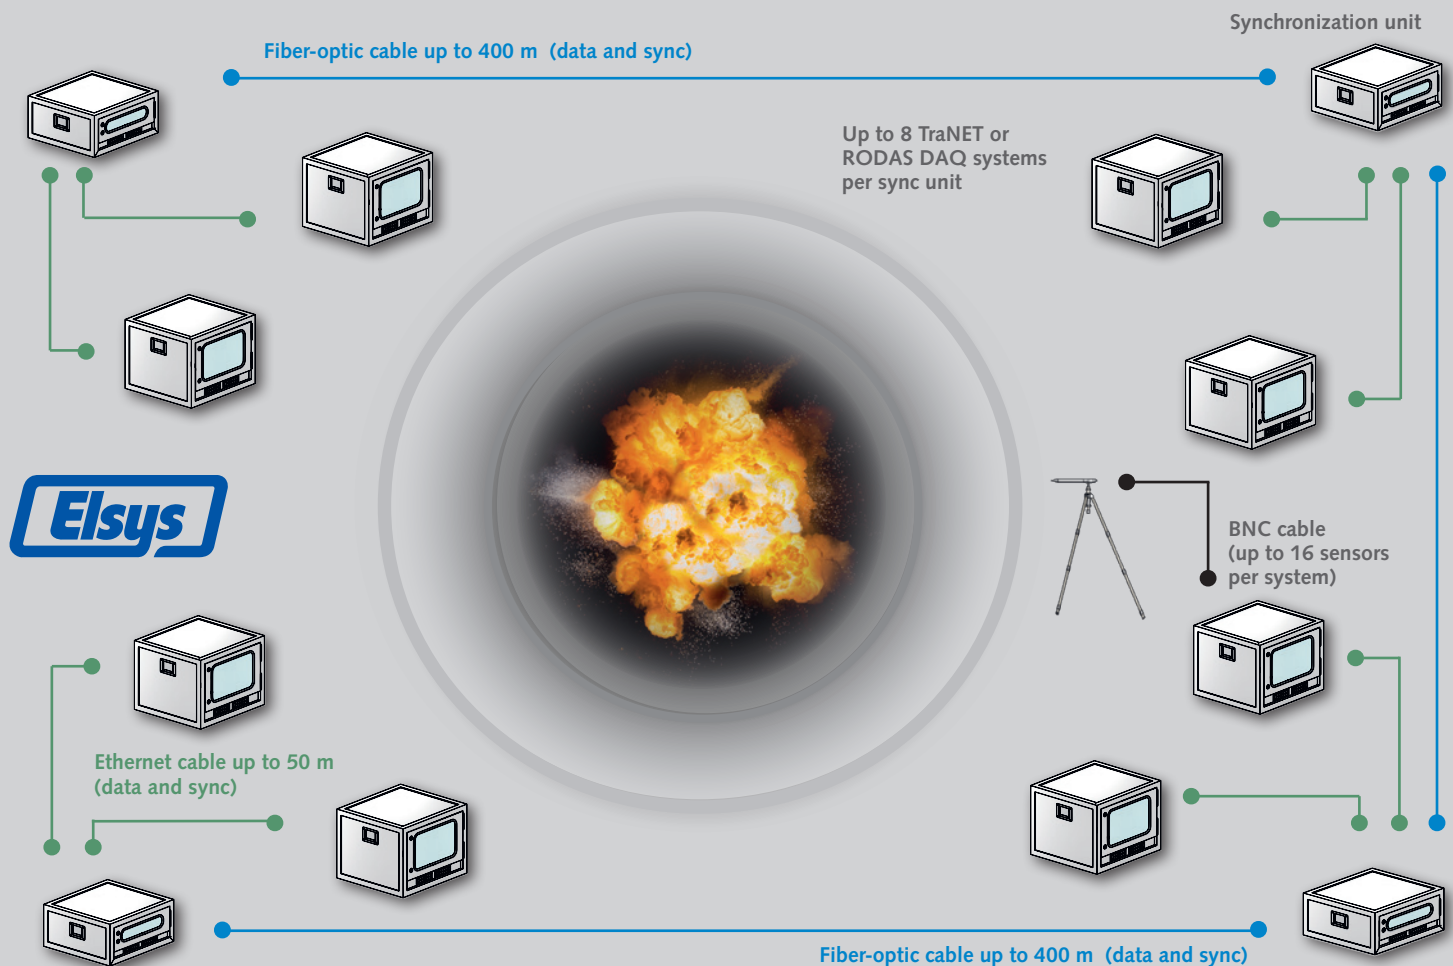 Synchronization unit
Fiber-optic cable up to 400 m (data and sync)
Up to 8 TraNET or
RODAS DAQ systems
per sync unit
Elsys
BNC cable
(up to 16 sensors
per system)
Ethernet cable up to 50 m
(data and sync)
Fiber-optic cable up to 400 m (data and sync)